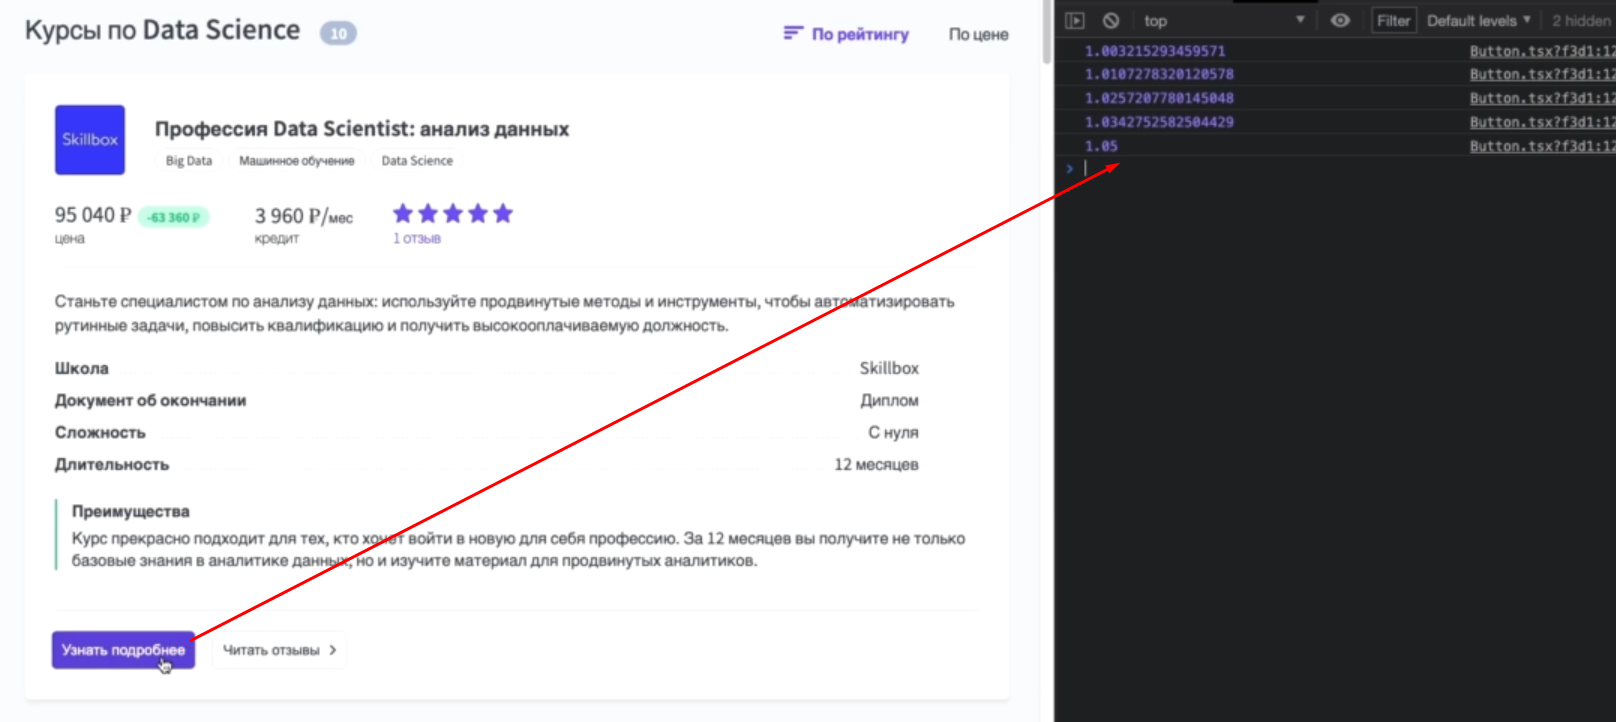 Курсы по Data Science 10
По рейтингу По цене
Skillbox
Профессия Data Scientist: анализ данных
Big Data Машинное обучение Data Science
95 040 ₽ -63 360 ₽ 3 960 ₽/мес
цена кредит 1 отзыв
Станьте специалистом по анализу данных: используйте продвинутые методы и инструменты, чтобы автоматизировать
рутинные задачи, повысить квалификацию и получить высокооплачиваемую должность.
Школа Skillbox
Документ об окончании Диплом
Сложность С нуля
Длительность 12 месяцев
Преимущества
Курс прекрасно подходит для тех, кто хочет войти в новую для себя профессию. За 12 месяцев вы получите не только
базовые знания в аналитике данных, но и изучите материал для продвинутых аналитиков.
Узнать подробнее Читать отзывы
top Filter Default levels 2 hidden
1.003215293459571 Button.tsx?f3d1:12
1.0107278320120578 Button.tsx?f3d1:12
1.0257207780145048 Button.tsx?f3d1:12
1.0342752582504429 Button.tsx?f3d1:12
1.05 Button.tsx?f3d1:12